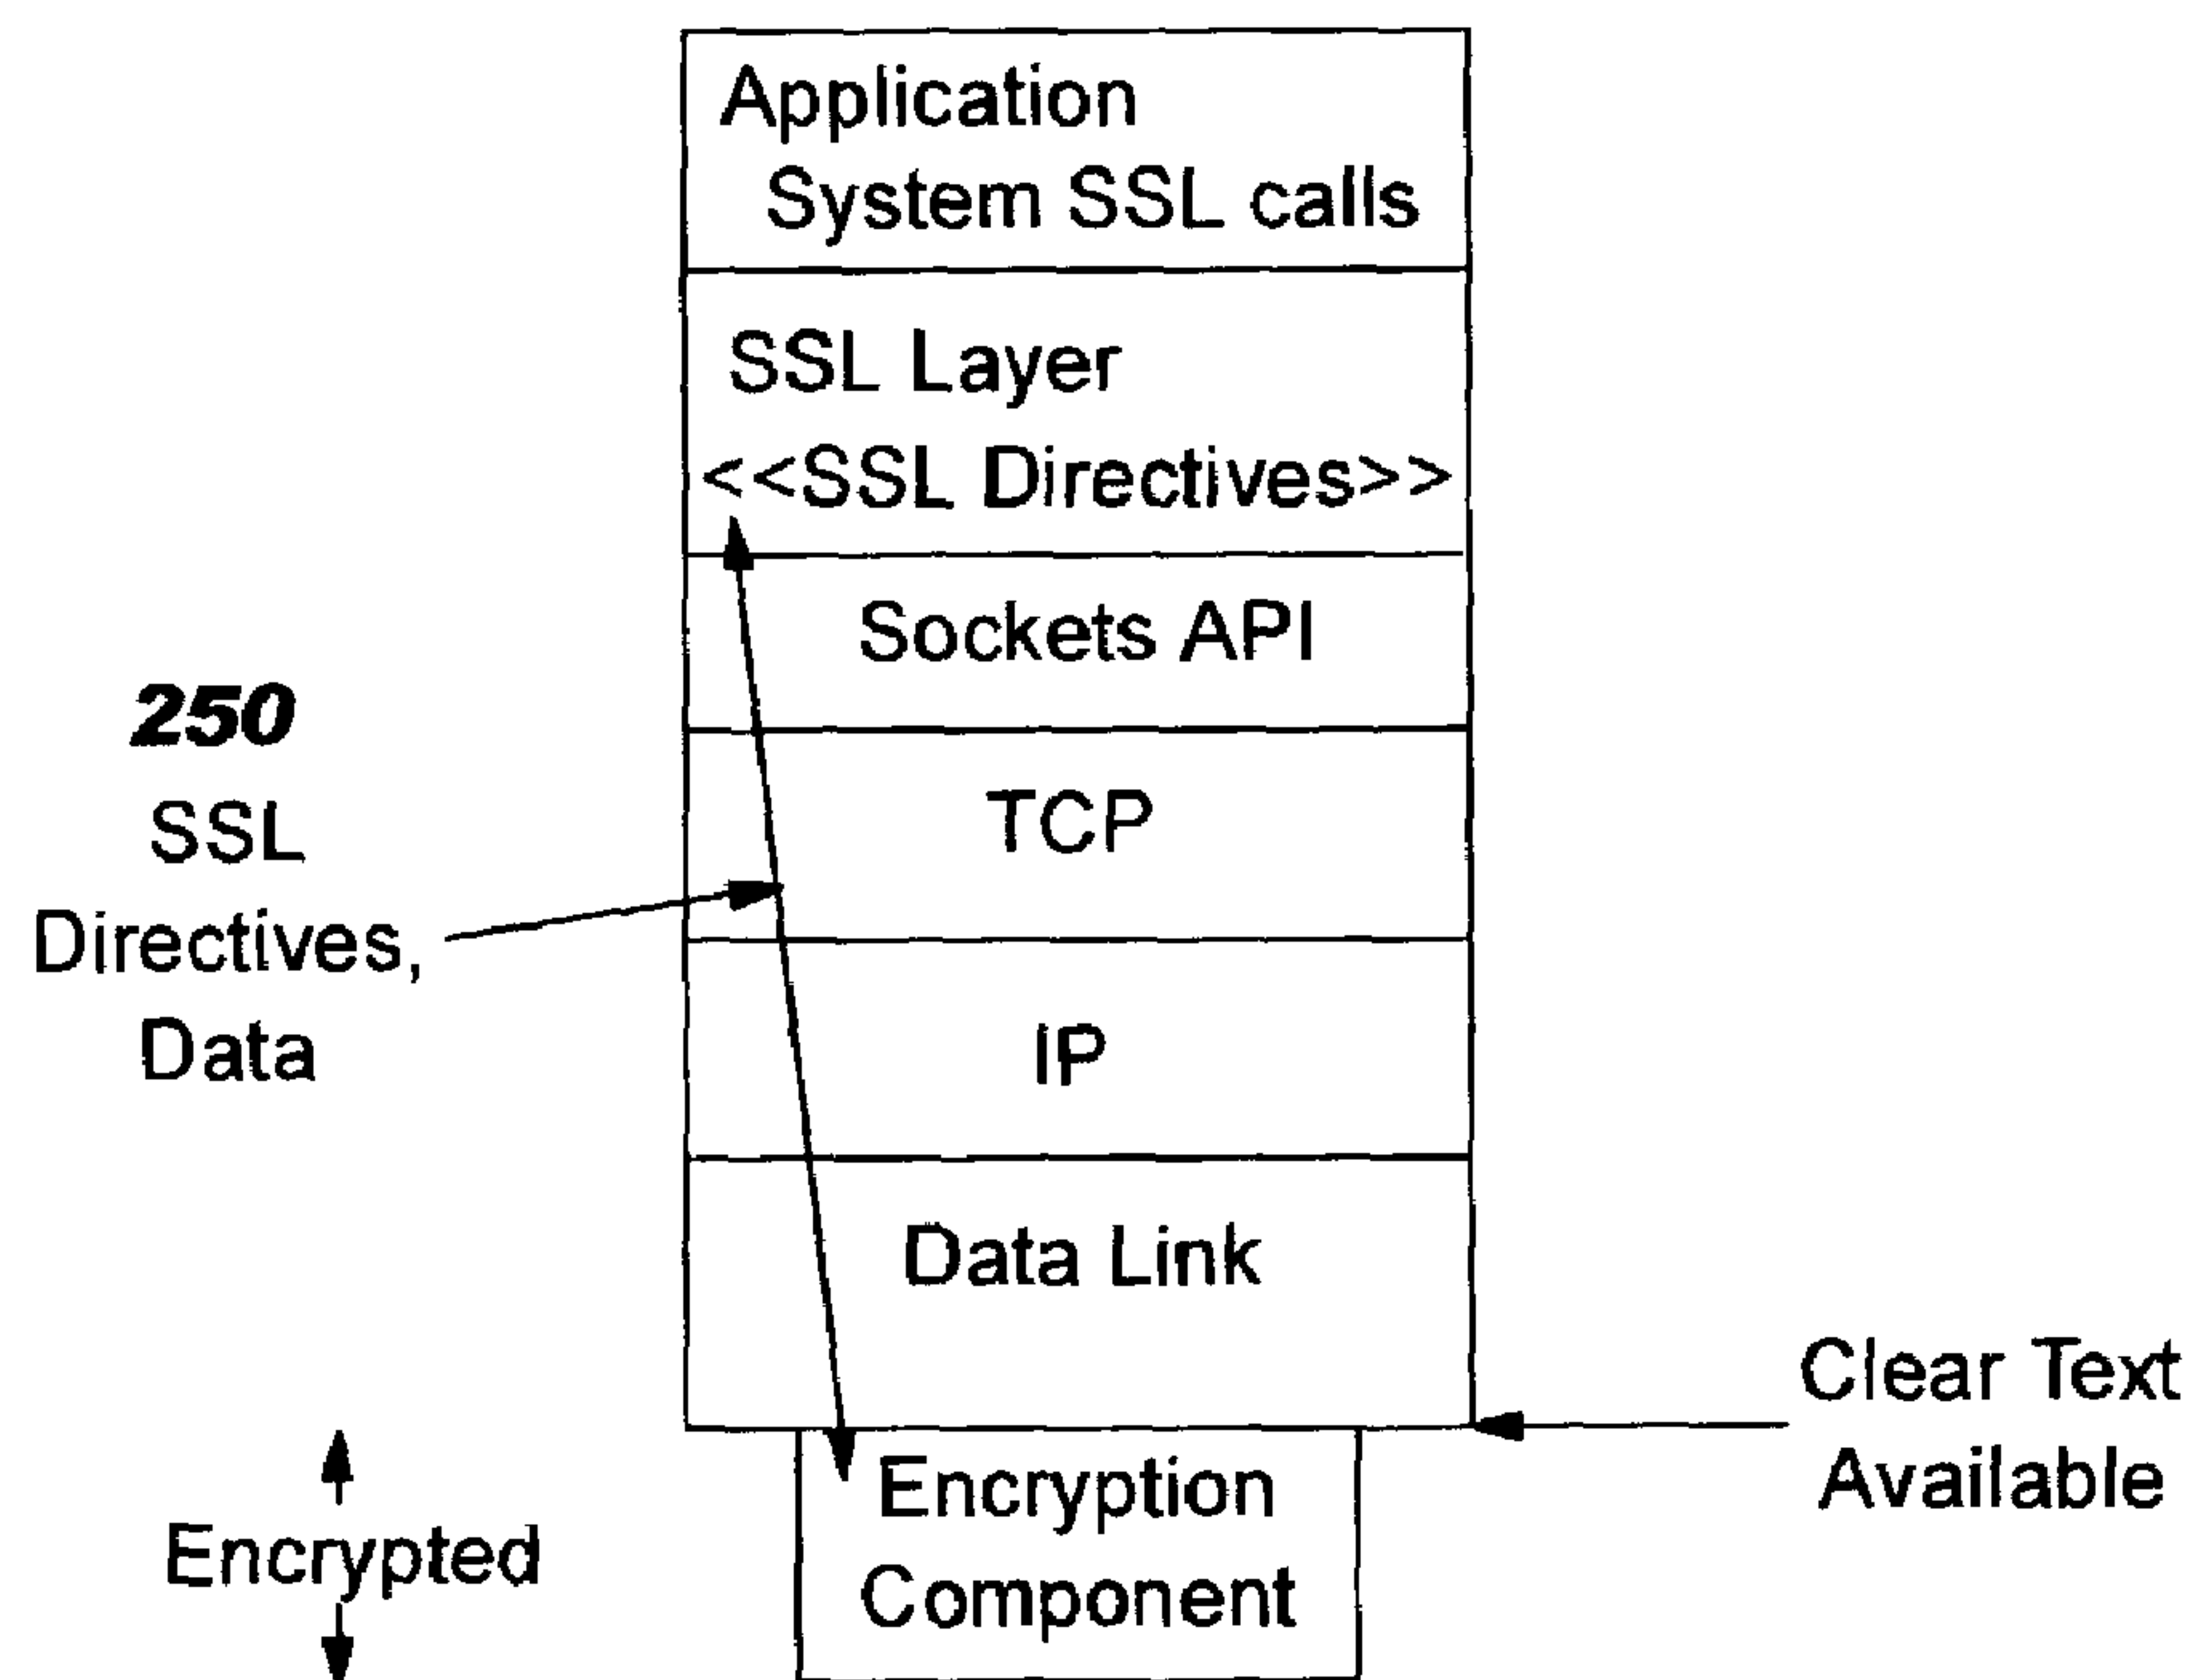 Application
System SSL calls
SSL Layer
<<SSL Directives>>
Sockets API
250
SSL
Directives,
Data
TCP
IP
Data Link
Clear Text
Available
Encryption
Component
Encrypted